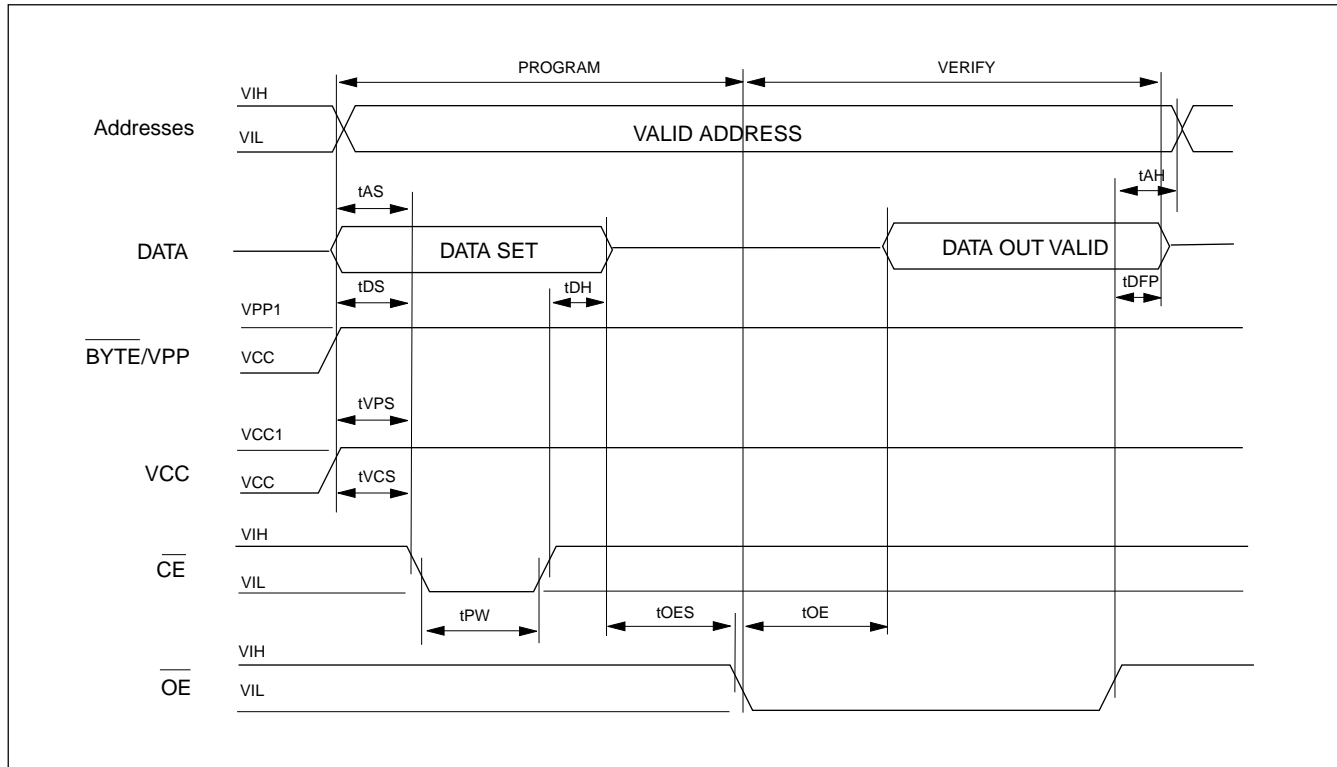 PROGRAM VERIFY
VIH
Addresses
VIL
VALID ADDRESS
tAS
tAH
DATA
DATA SET
DATA OUT VALID
tDS
tDH
tDFP
VPP1
BYTE/VPP
VCC
tVPS
VCC1
VCC
VCC
tVCS
VIH
CE
VIL
tPW
tOES
tOE
VIH
OE
VIL